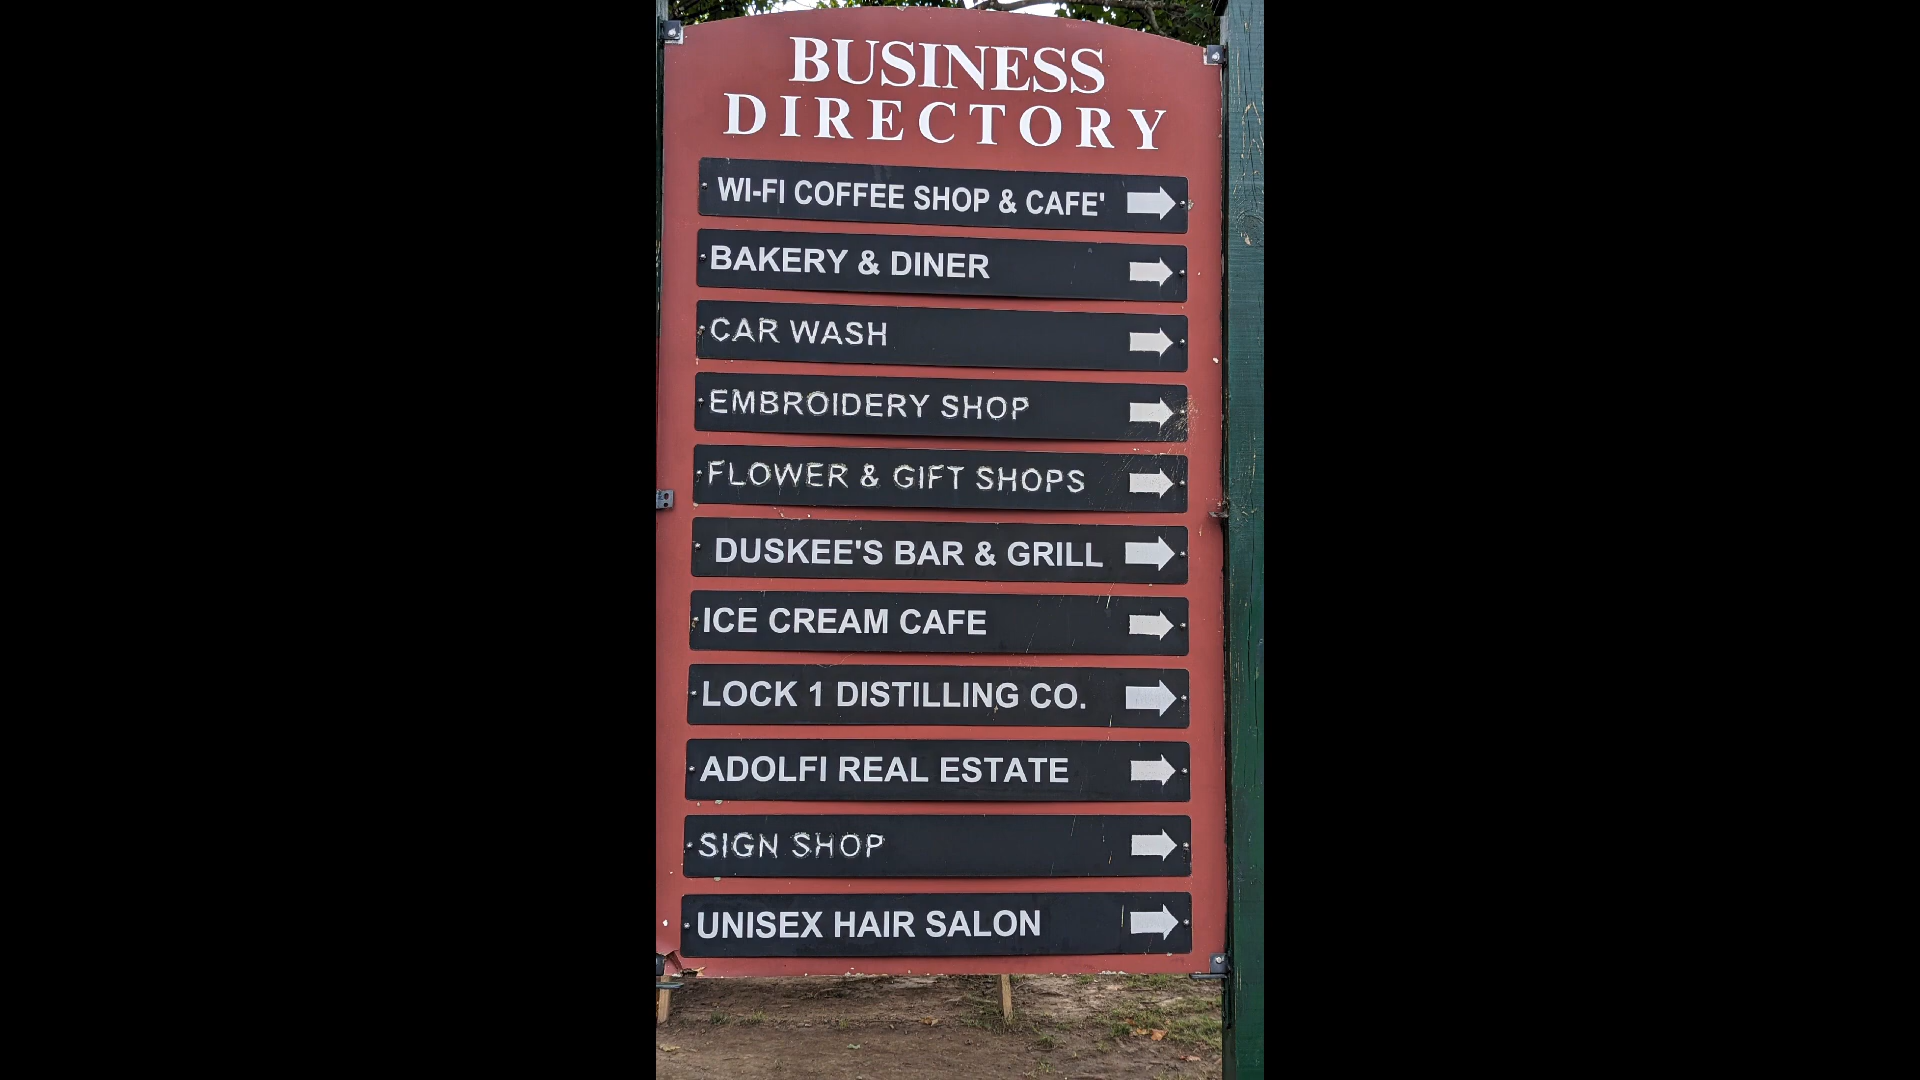 BUSINESS
DIRECTORY
WI-FI COFFEE SHOP & CAFE'
BAKERY & DINER
CAR WASH
EMBROIDERY SHOP
FLOWER & GIFT SHOPS
DUSKEE'S BAR & GRILL
ICE CREAM CAFE
LOCK 1 DISTILLING CO.
ADOLFI REAL ESTATE
SIGN SHOP
UNISEX HAIR SALON